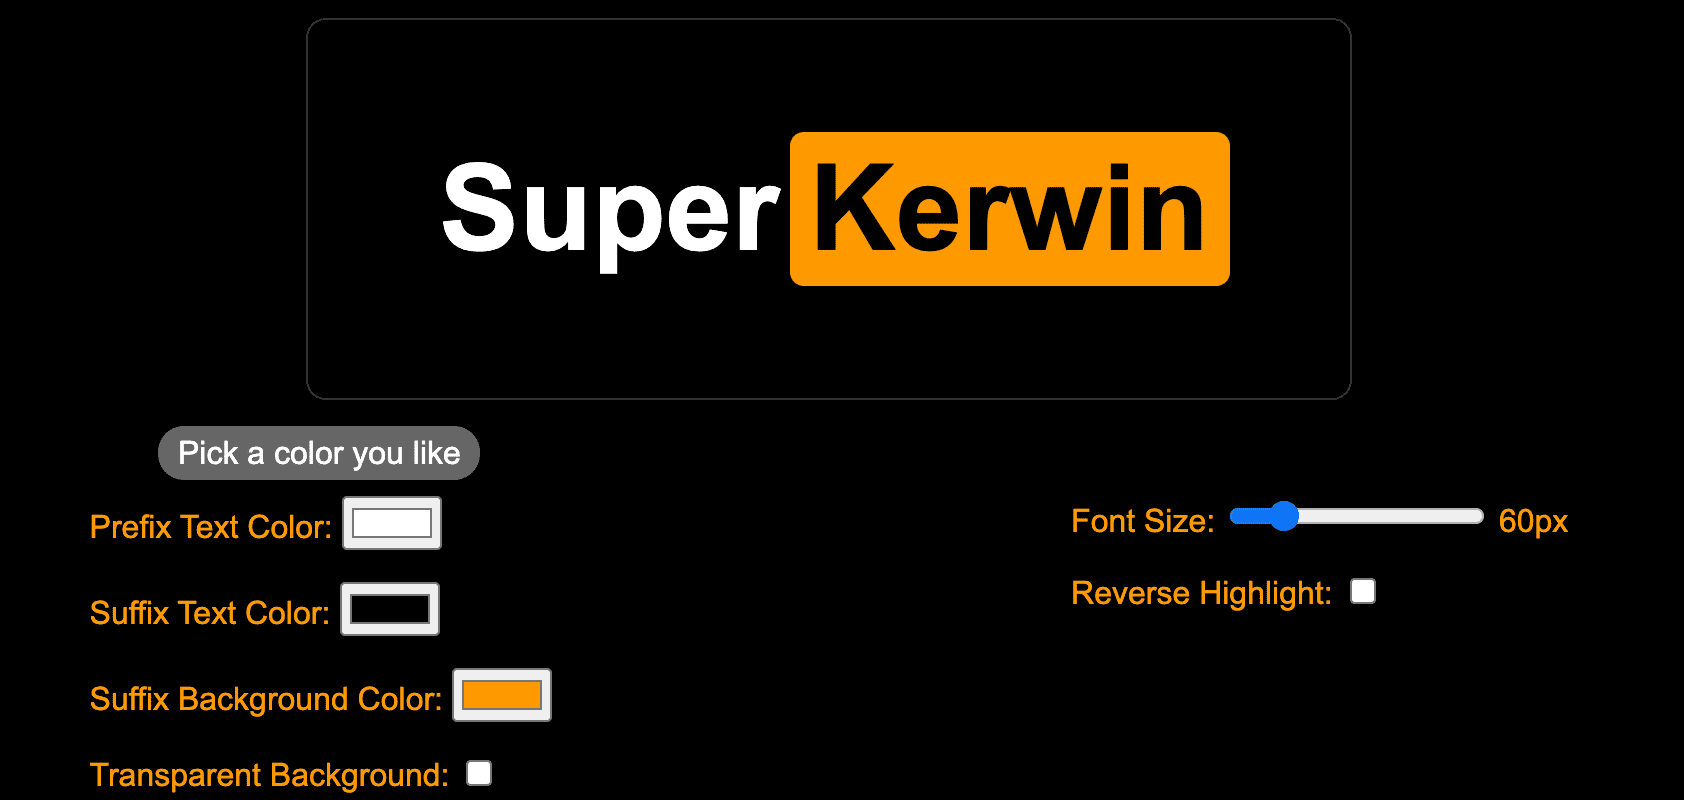 Super Kerwin
Pick a color you like
Prefix Text Color:
Suffix Text Color:
Suffix Background Color:
Transparent Background:
Font Size: 60px
Reverse Highlight: